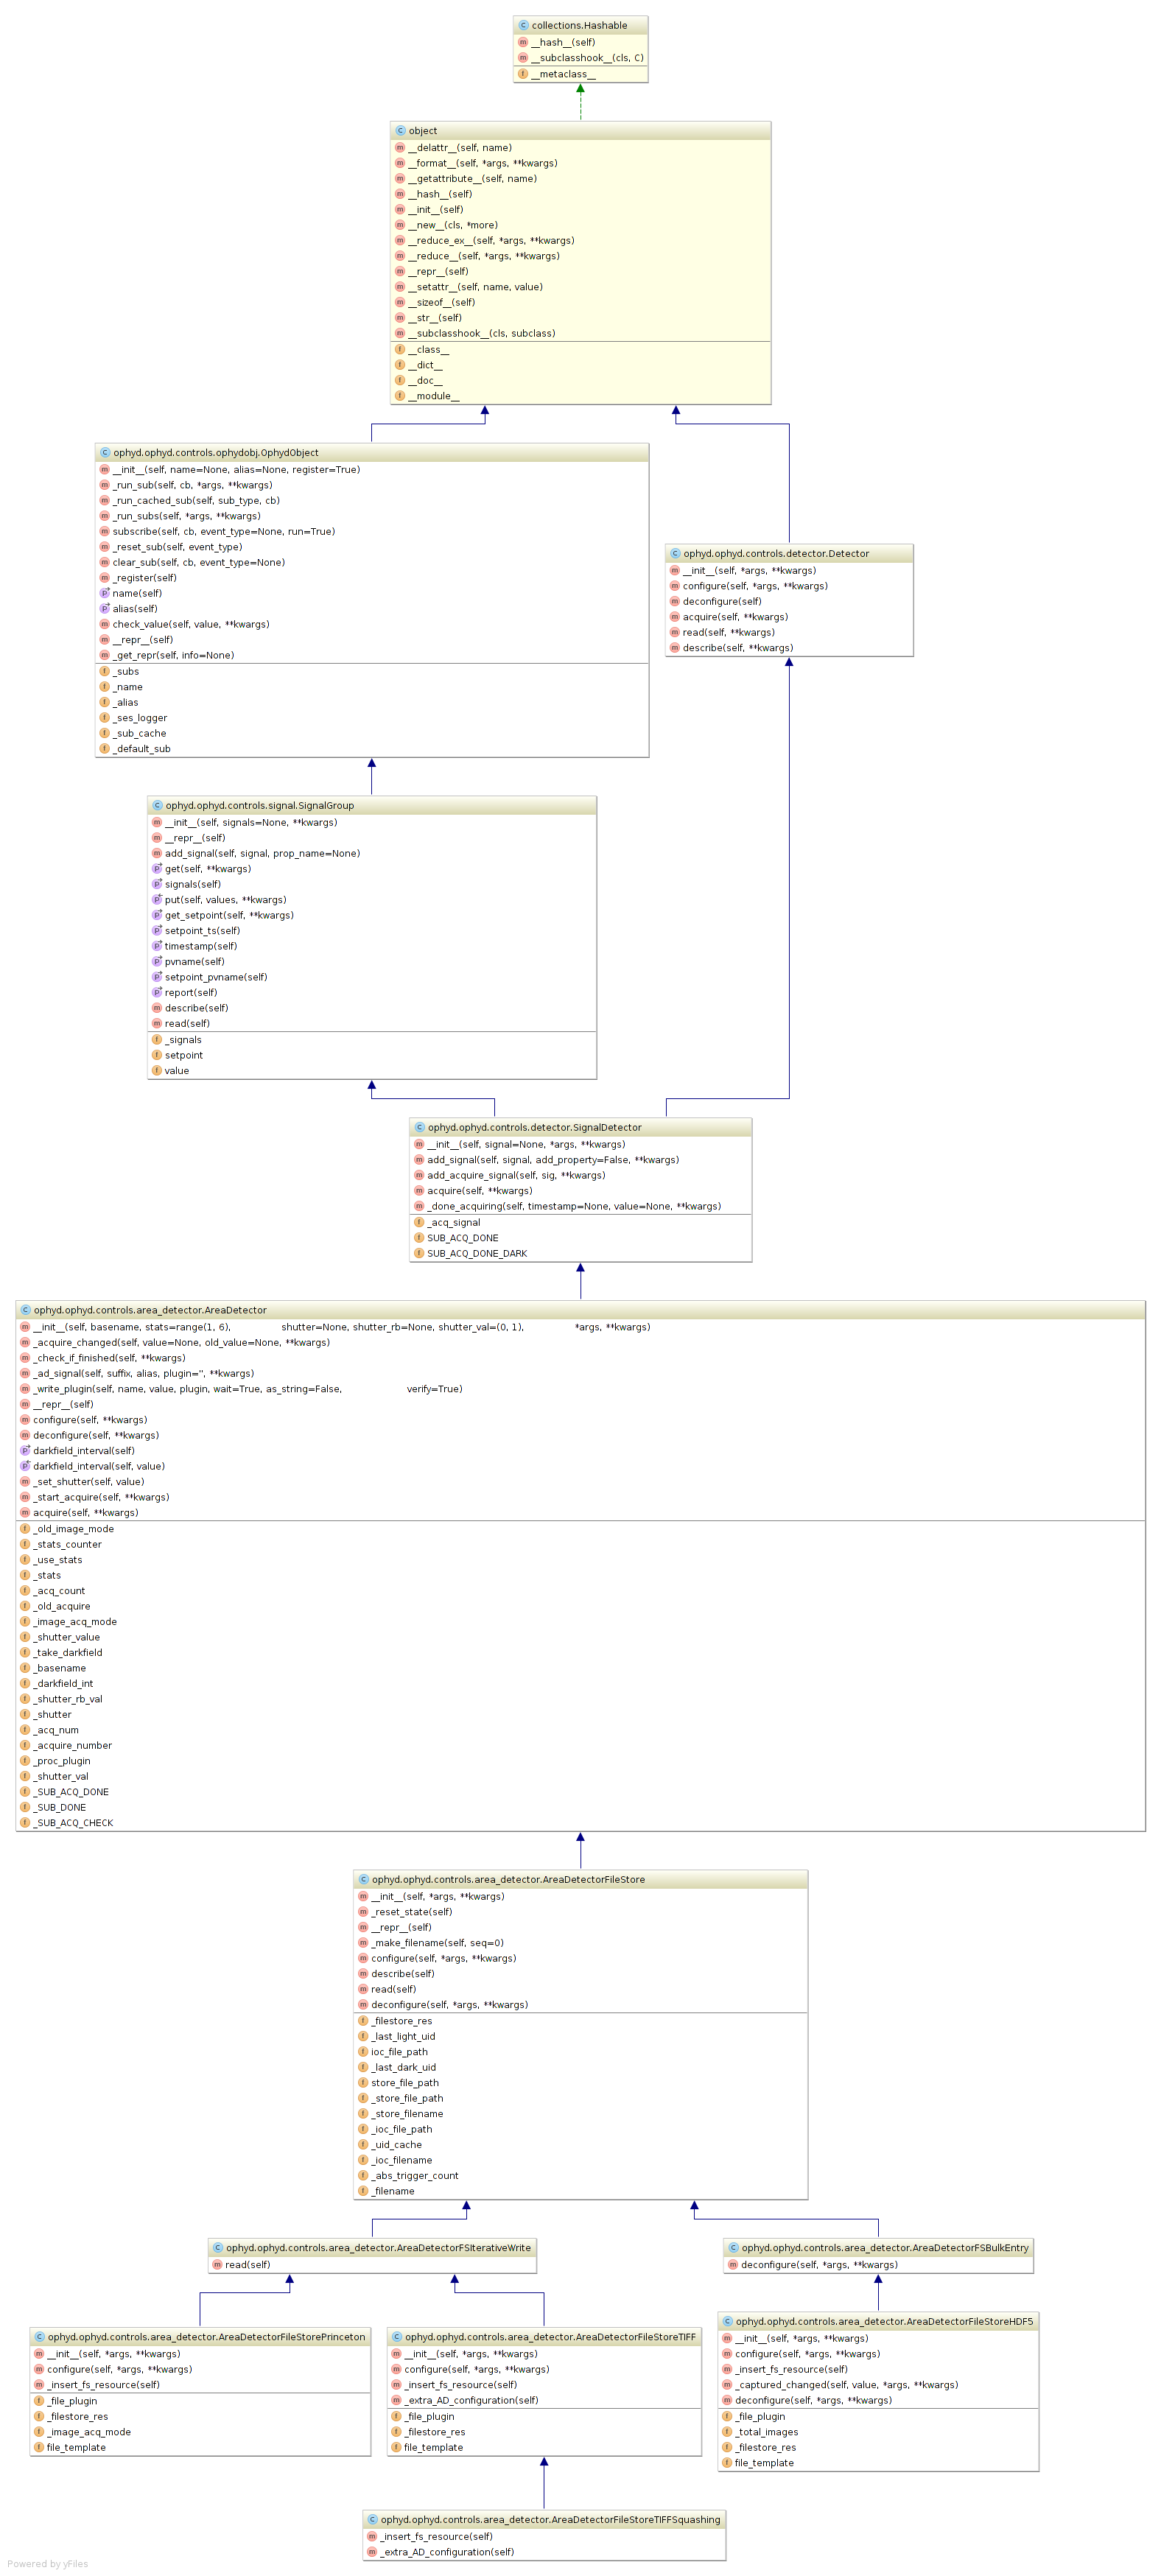 collections.Hashable
__hash__(self)
__subclasshook__(cls, C)
__metaclass__
object
__delattr__(self, name)
__format__(self, *args, **kwargs)
__getattribute__(self, name)
__hash__(self)
__init__(self)
__new__(cls, *more)
__reduce_ex__(self, *args, **kwargs)
__reduce__(self, *args, **kwargs)
__repr__(self)
__setattr__(self, name, value)
__sizeof__(self)
__str__(self)
__subclasshook__(cls, subclass)
__class__
__dict__
__doc__
__module__
ophyd.ophyd.controls.ophydobj.OphydObject
__init__(self, name=None, alias=None, register=True)
_run_sub(self, cb, *args, **kwargs)
_run_cached_sub(self, sub_type, cb)
_run_subs(self, *args, **kwargs)
subscribe(self, cb, event_type=None, run=True)
_reset_sub(self, event_type)
clear_sub(self, cb, event_type=None)
_register(self)
name(self)
alias(self)
check_value(self, value, **kwargs)
__repr__(self)
_get_repr(self, info=None)
_subs
_name
_alias
_ses_logger
_sub_cache
_default_sub
ophyd.ophyd.controls.detector.Detector
__init__(self, *args, **kwargs)
configure(self, *args, **kwargs)
deconfigure(self)
acquire(self, **kwargs)
read(self, **kwargs)
describe(self, **kwargs)
ophyd.ophyd.controls.signal.SignalGroup
__init__(self, signals=None, **kwargs)
__repr__(self)
add_signal(self, signal, prop_name=None)
get(self, **kwargs)
signals(self)
put(self, values, **kwargs)
get_setpoint(self, **kwargs)
setpoint_ts(self)
timestamp(self)
pvname(self)
setpoint_pvname(self)
report(self)
describe(self)
read(self)
_signals
setpoint
value
ophyd.ophyd.controls.detector.SignalDetector
__init__(self, signal=None, *args, **kwargs)
add_signal(self, signal, add_property=False, **kwargs)
add_acquire_signal(self, sig, **kwargs)
acquire(self, **kwargs)
_done_acquiring(self, timestamp=None, value=None, **kwargs)
_acq_signal
SUB_ACQ_DONE
SUB_ACQ_DONE_DARK
ophyd.ophyd.controls.area_detector.AreaDetector
__init__(self, basename, stats=range(1, 6), shutter=None, shutter_rb=None, shutter_val=(0, 1), *args, **kwargs)
_acquire_changed(self, value=None, old_value=None, **kwargs)
_check_if_finished(self, **kwargs)
_ad_signal(self, suffix, alias, plugin='', **kwargs)
_write_plugin(self, name, value, plugin, wait=True, as_string=False, verify=True)
__repr__(self)
configure(self, **kwargs)
deconfigure(self, **kwargs)
darkfield_interval(self)
darkfield_interval(self, value)
_set_shutter(self, value)
_start_acquire(self, **kwargs)
acquire(self, **kwargs)
_old_image_mode
_stats_counter
_use_stats
_stats
_acq_count
_old_acquire
_image_acq_mode
_shutter_value
_take_darkfield
_basename
_darkfield_int
_shutter_rb_val
_shutter
_acq_num
_acquire_number
_proc_plugin
_shutter_val
_SUB_ACQ_DONE
_SUB_DONE
_SUB_ACQ_CHECK
ophyd.ophyd.controls.area_detector.AreaDetectorFileStore
__init__(self, *args, **kwargs)
_reset_state(self)
__repr__(self)
_make_filename(self, seq=0)
configure(self, *args, **kwargs)
describe(self)
read(self)
deconfigure(self, *args, **kwargs)
_filestore_res
_last_light_uid
ioc_file_path
_last_dark_uid
store_file_path
_store_file_path
_store_filename
_ioc_file_path
_uid_cache
_ioc_filename
_abs_trigger_count
_filename
ophyd.ophyd.controls.area_detector.AreaDetectorFSIterativeWrite
read(self)
ophyd.ophyd.controls.area_detector.AreaDetectorFSBulkEntry
deconfigure(self, *args, **kwargs)
ophyd.ophyd.controls.area_detector.AreaDetectorFileStorePrinceton
__init__(self, *args, **kwargs)
configure(self, *args, **kwargs)
_insert_fs_resource(self)
_file_plugin
_filestore_res
_image_acq_mode
file_template
ophyd.ophyd.controls.area_detector.AreaDetectorFileStoreTIFF
__init__(self, *args, **kwargs)
configure(self, *args, **kwargs)
_insert_fs_resource(self)
_extra_AD_configuration(self)
_file_plugin
_filestore_res
file_template
ophyd.ophyd.controls.area_detector.AreaDetectorFileStoreHDF5
__init__(self, *args, **kwargs)
configure(self, *args, **kwargs)
_insert_fs_resource(self)
_captured_changed(self, value, *args, **kwargs)
deconfigure(self, *args, **kwargs)
_file_plugin
_total_images
_filestore_res
file_template
ophyd.ophyd.controls.area_detector.AreaDetectorFileStoreTIFFSquashing
_insert_fs_resource(self)
_extra_AD_configuration(self)
Powered by yFiles